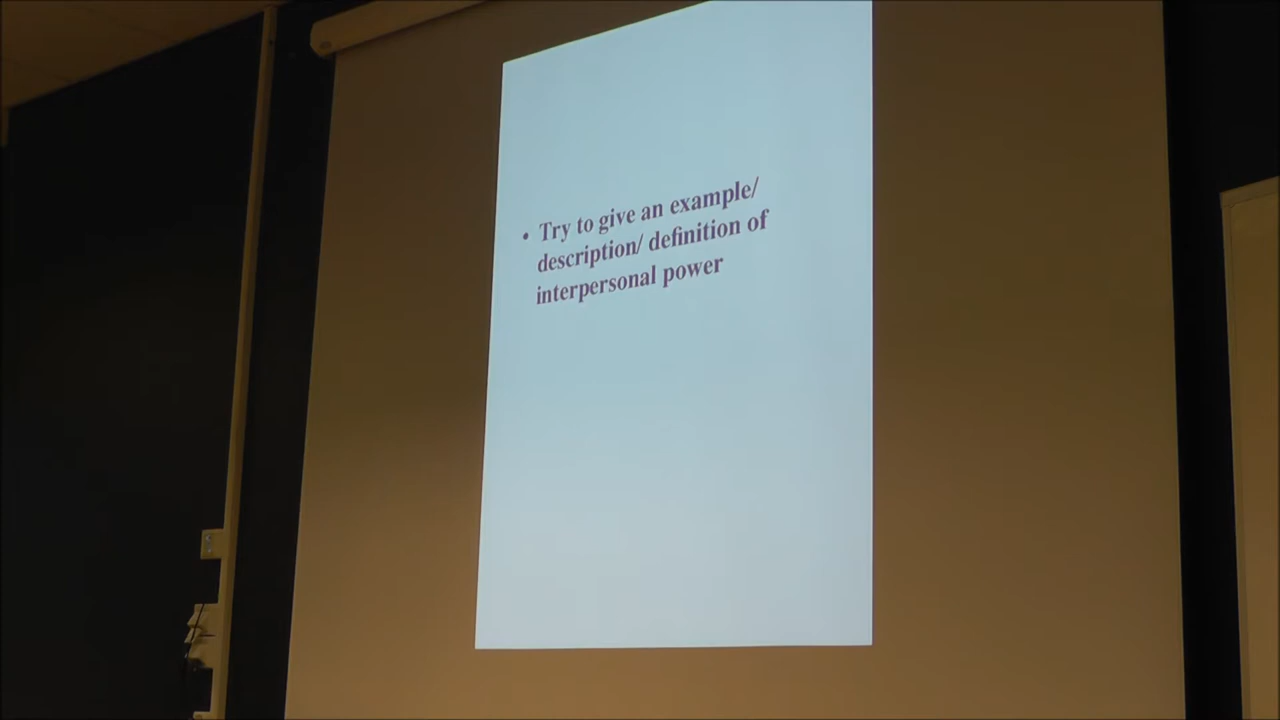 • Try to give an example/
description/ definition of
interpersonal power